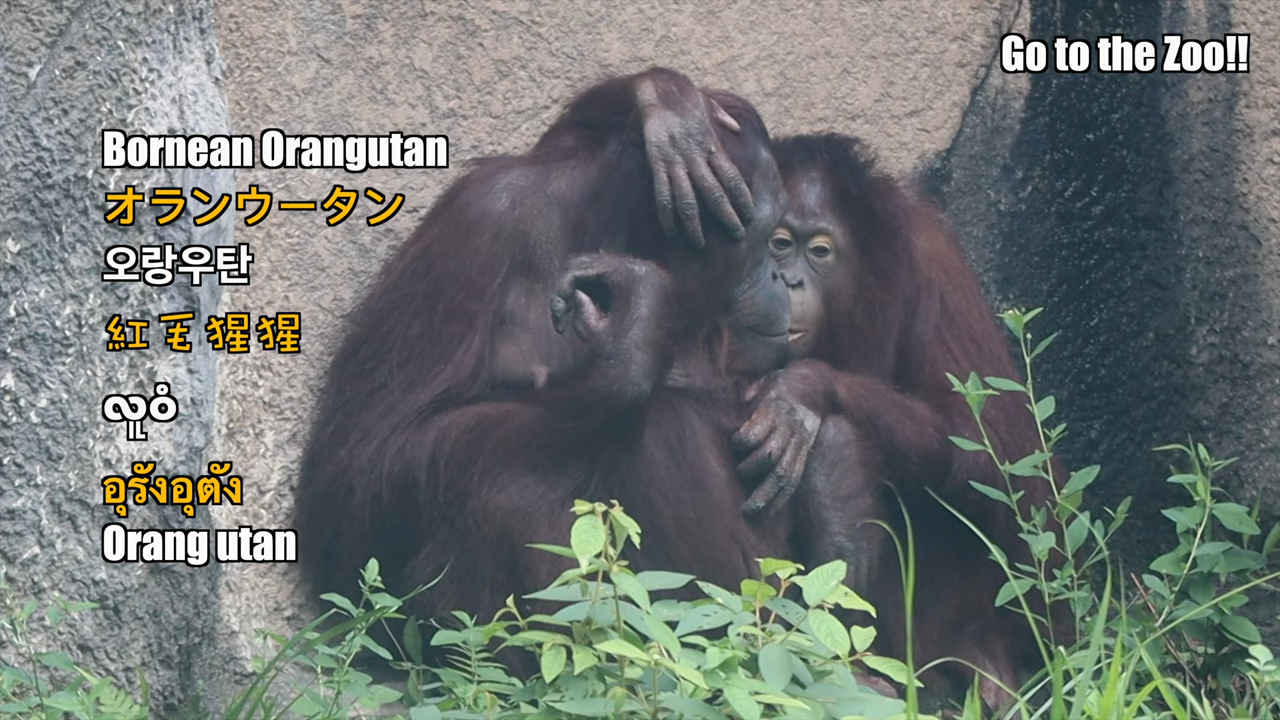 Go to the Zoo!!
Bornean Orangutan
オランウータン
오랑우탄
紅毛猩猩
လူဝံ
อุรังอุตัง
Orang utan